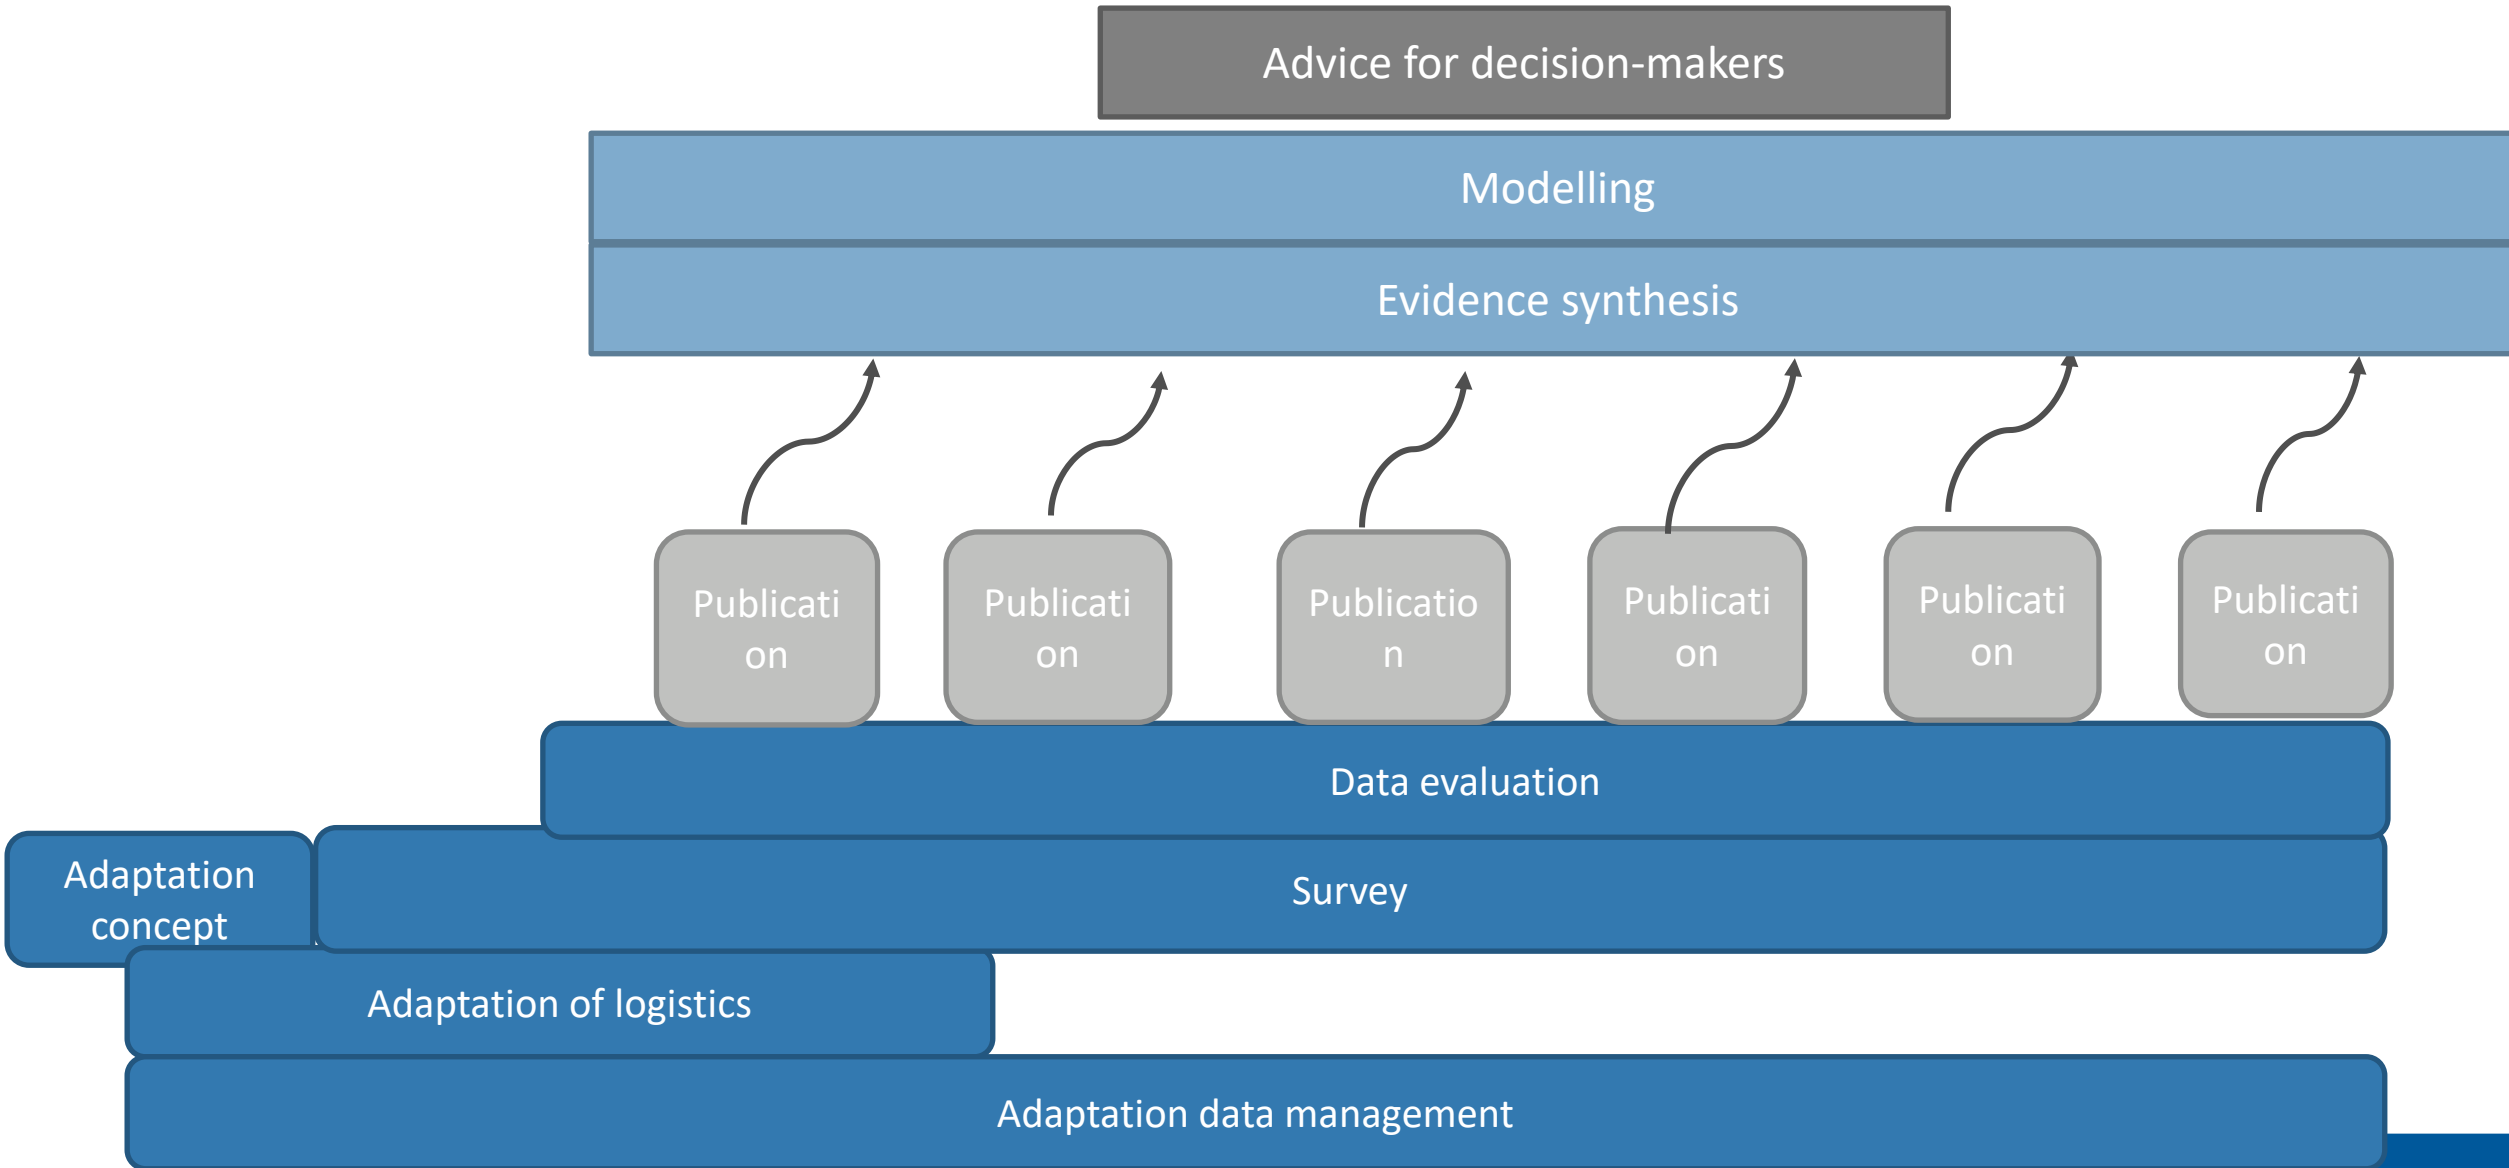 Advice for decision-makers
Modelling
Evidence synthesis
Publicati
on
Publicati
on
Publicatio
n
Publicati
on
Publicati
on
Publicati
on
Data evaluation
Adaptation
concept
Survey
Adaptation of logistics
Adaptation data management